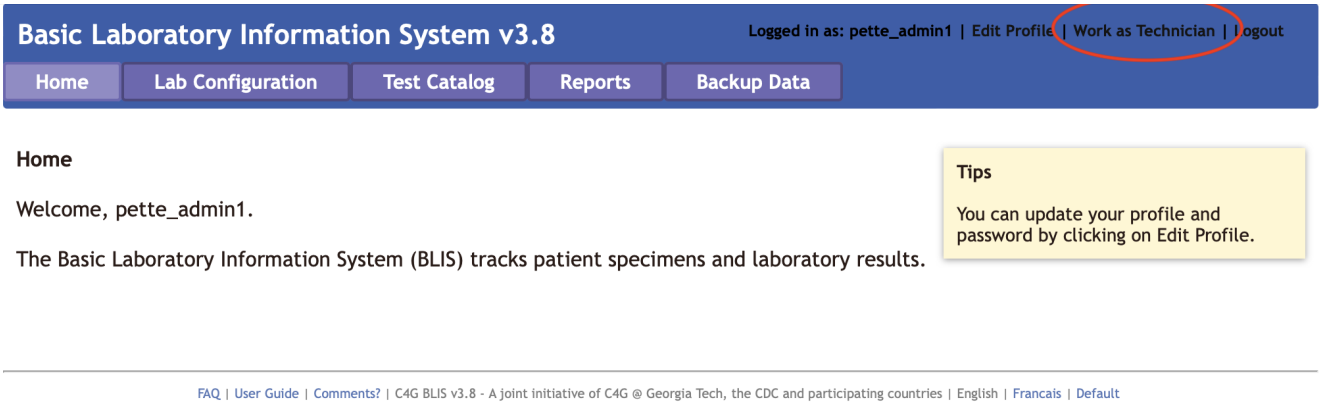 Basic Laboratory Information System v3.8
Logged in as: pette_admin1 | Edit Profile | Work as Technician | Logout
Home Lab Configuration Test Catalog Reports Backup Data
Home
Welcome, pette_admin1.
The Basic Laboratory Information System (BLIS) tracks patient specimens and laboratory results.
Tips
You can update your profile and
password by clicking on Edit Profile.
FAQ | User Guide | Comments? | C4G BLIS v3.8 - A joint initiative of C4G @ Georgia Tech, the CDC and participating countries | English | Francais | Default